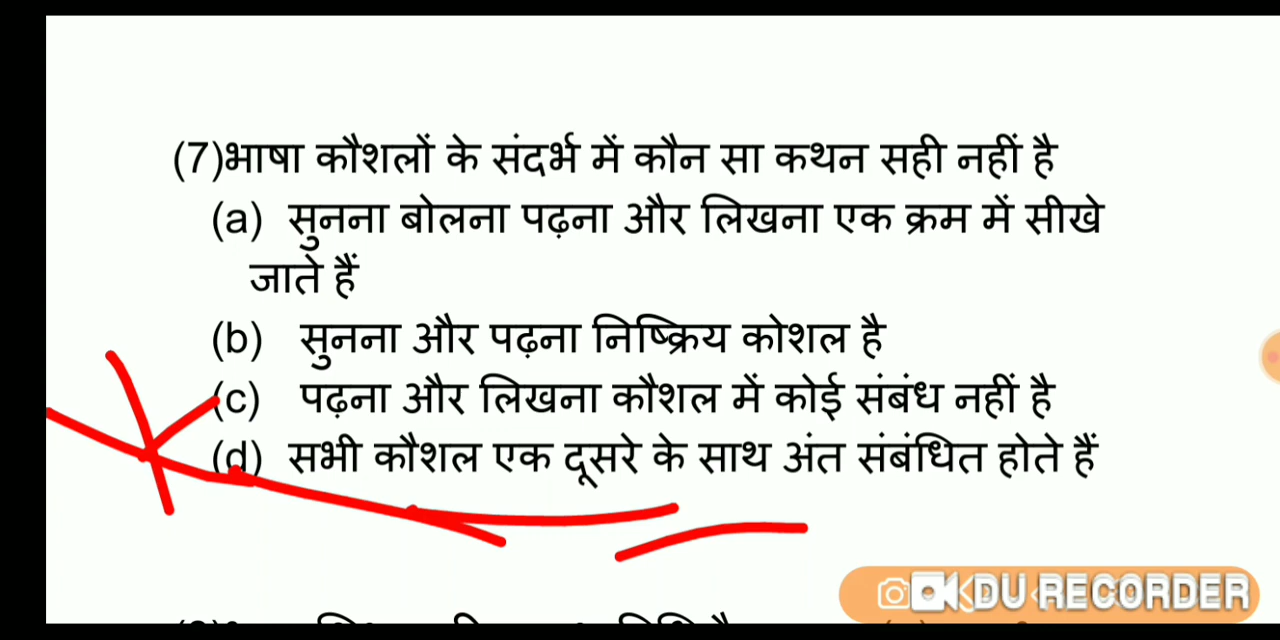 (7)भाषा कौशलों के संदर्भ में कौन सा कथन सही नहीं है
(a) सुनना बोलना पढ़ना और लिखना एक क्रम में सीखे
जाते हैं
(b) सुनना और पढ़ना निष्क्रिय कोशल है
(c) पढ़ना और लिखना कौशल में कोई संबंध नहीं है
(d) सभी कौशल एक दूसरे के साथ अंत संबंधित होते हैं
DU RECORDER